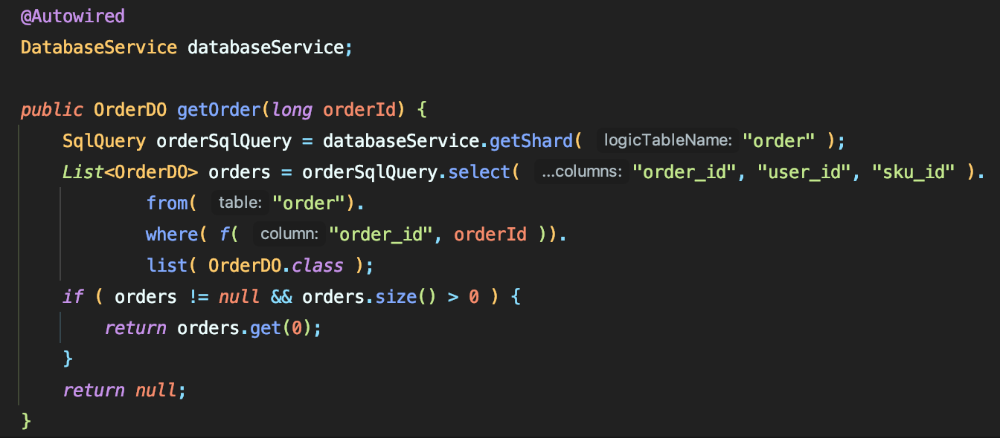 @Autowired
DatabaseService databaseService;
public OrderDO getOrder(long orderId) {
SqlQuery orderSqlQuery = databaseService.getShard( logicTableName: "order" );
List<OrderDO> orders = orderSqlQuery.select( ...columns: "order_id", "user_id", "sku_id" ).
from( table: "order").
where( f( column: "order_id", orderId )).
list( OrderDO.class );
if ( orders != null && orders.size() > 0 ) {
return orders.get(0);
}
return null;
}